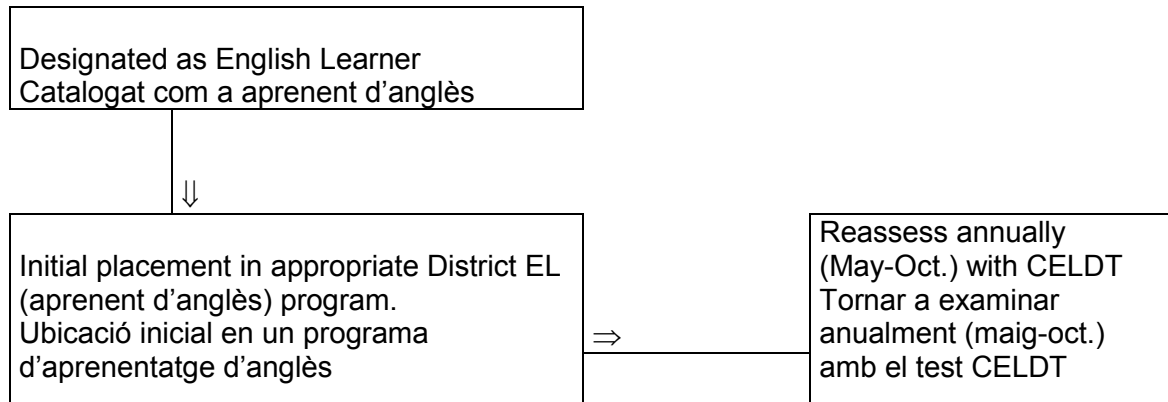 Designated as English Learner
Catalogat com a aprenent d’anglès
⇓
Initial placement in appropriate District EL
(aprenent d’anglès) program.
Ubicació inicial en un programa
d’aprenentatge d’anglès
⇒
Reassess annually
(May-Oct.) with CELDT
Tornar a examinar
anualment (maig-oct.)
amb el test CELDT